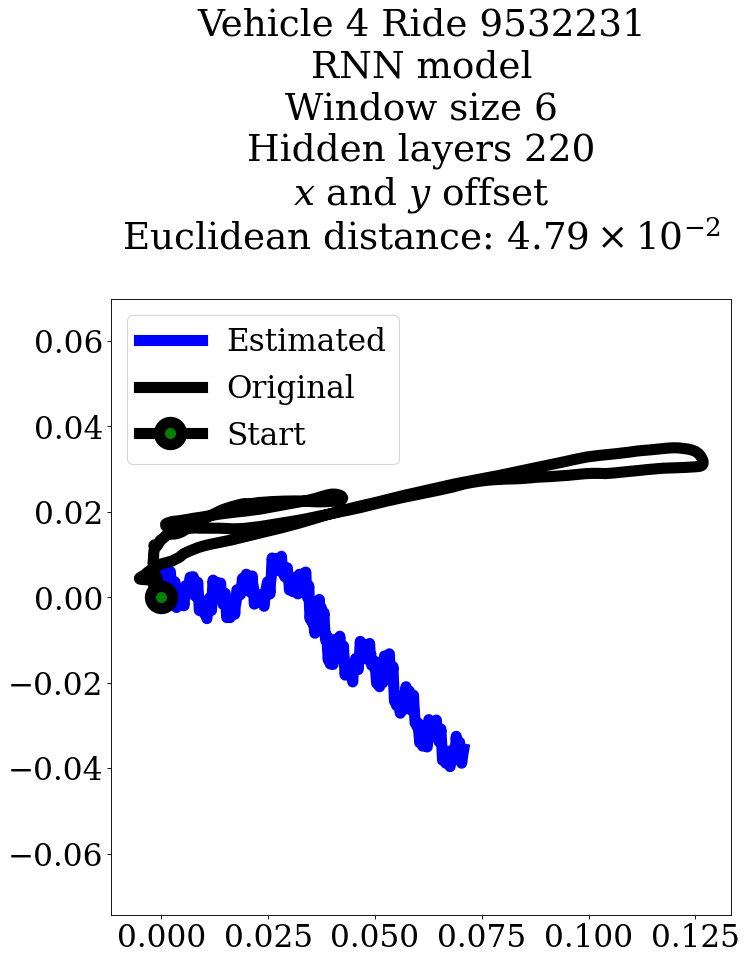 Vehicle 4 Ride 9532231
RNN model
Window size 6
Hidden layers 220
x and y offset
Euclidean distance: 4.79 × 10⁻²
Estimated
Original
Start
0.06
0.04
0.02
0.00
−0.02
−0.04
−0.06
0.000 0.025 0.050 0.075 0.100 0.125